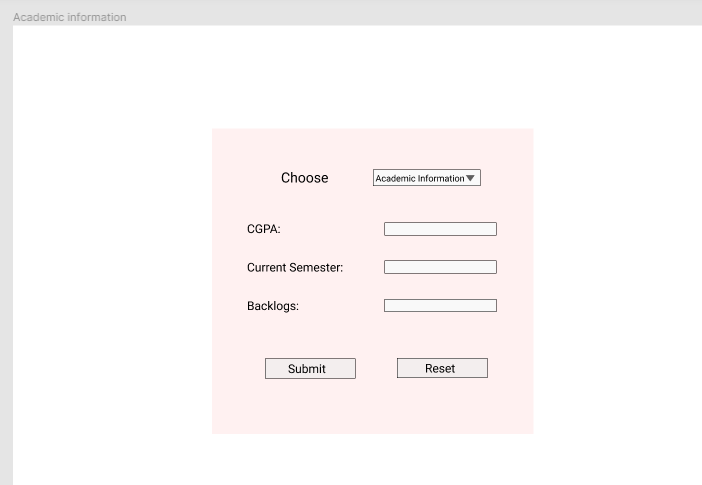 Academic information
Choose Academic Information
CGPA:
Current Semester:
Backlogs:
Submit Reset